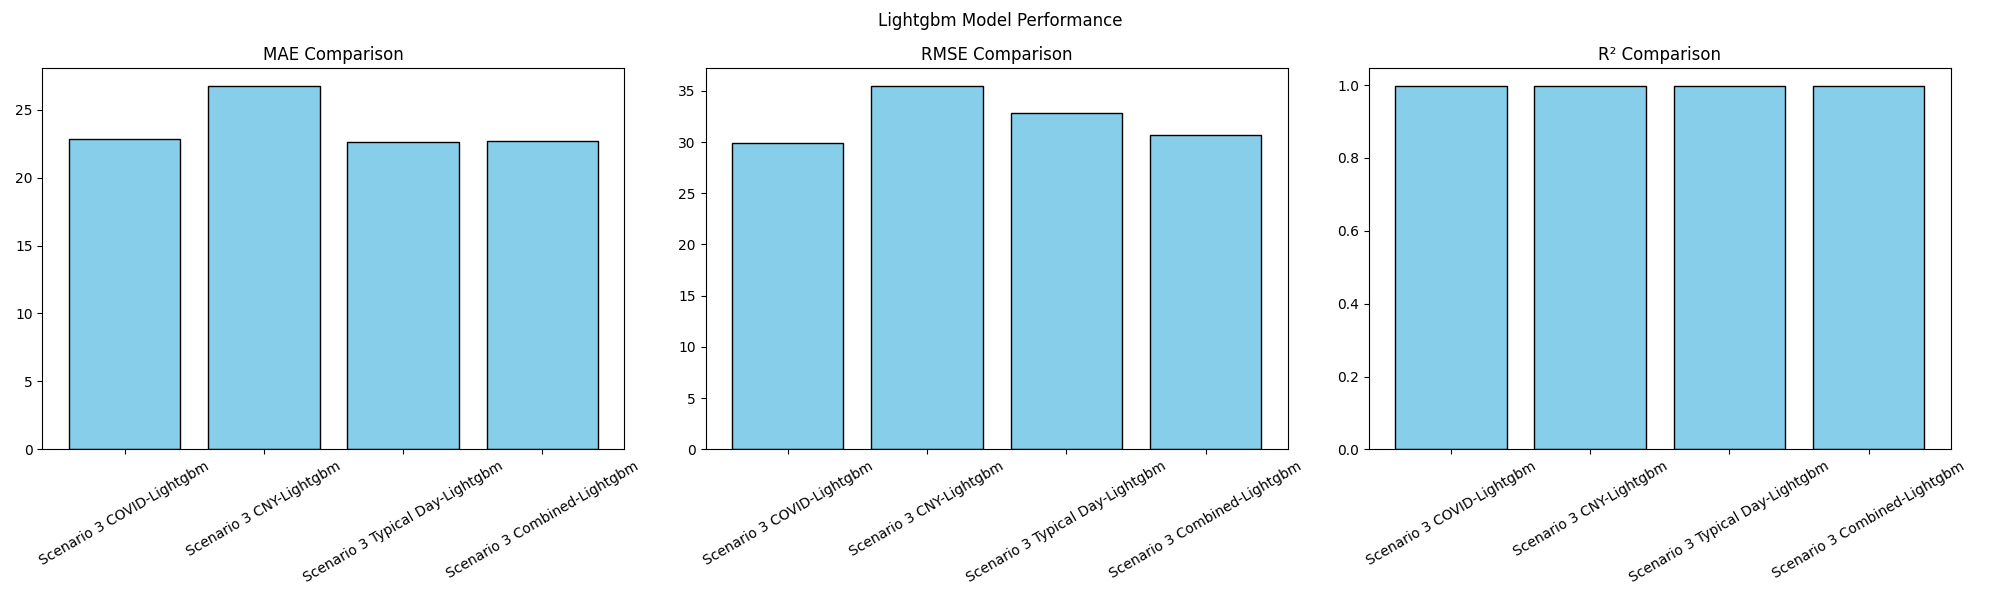 Lightgbm Model Performance
MAE Comparison
25
20
15
10
5
0
Scenario 3 COVID-Lightgbm
Scenario 3 CNY-Lightgbm
Scenario 3 Typical Day-Lightgbm
Scenario 3 Combined-Lightgbm
RMSE Comparison
35
30
25
20
15
10
5
0
Scenario 3 COVID-Lightgbm
Scenario 3 CNY-Lightgbm
Scenario 3 Typical Day-Lightgbm
Scenario 3 Combined-Lightgbm
R² Comparison
1.0
0.8
0.6
0.4
0.2
0.0
Scenario 3 COVID-Lightgbm
Scenario 3 CNY-Lightgbm
Scenario 3 Typical Day-Lightgbm
Scenario 3 Combined-Lightgbm